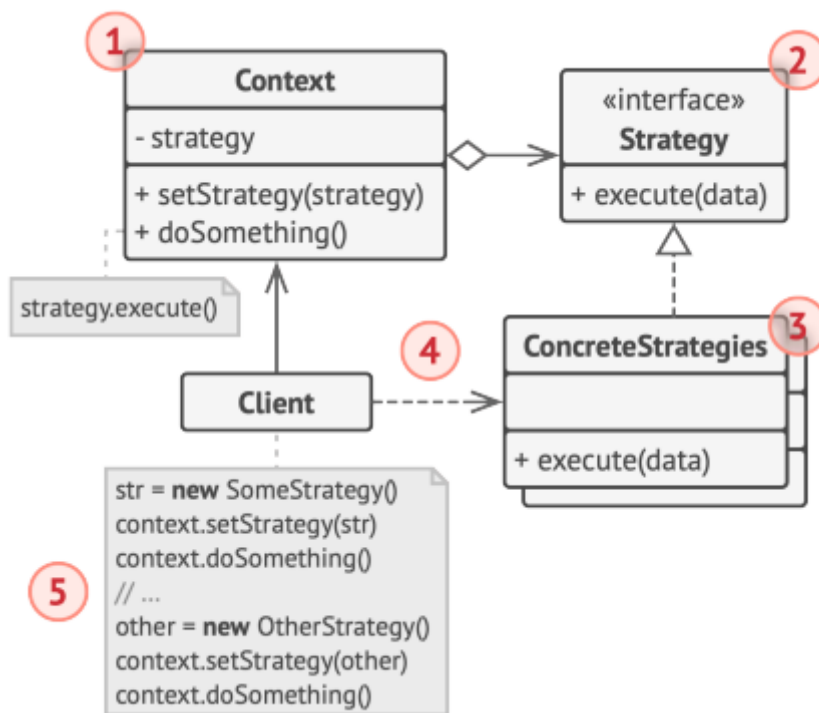 1
Context
- strategy
+ setStrategy(strategy)
+ doSomething()
strategy.execute()
2
«interface»
Strategy
+ execute(data)
3
ConcreteStrategies
+ execute(data)
4
Client
5
str = new SomeStrategy()
context.setStrategy(str)
context.doSomething()
// ...
other = new OtherStrategy()
context.setStrategy(other)
context.doSomething()